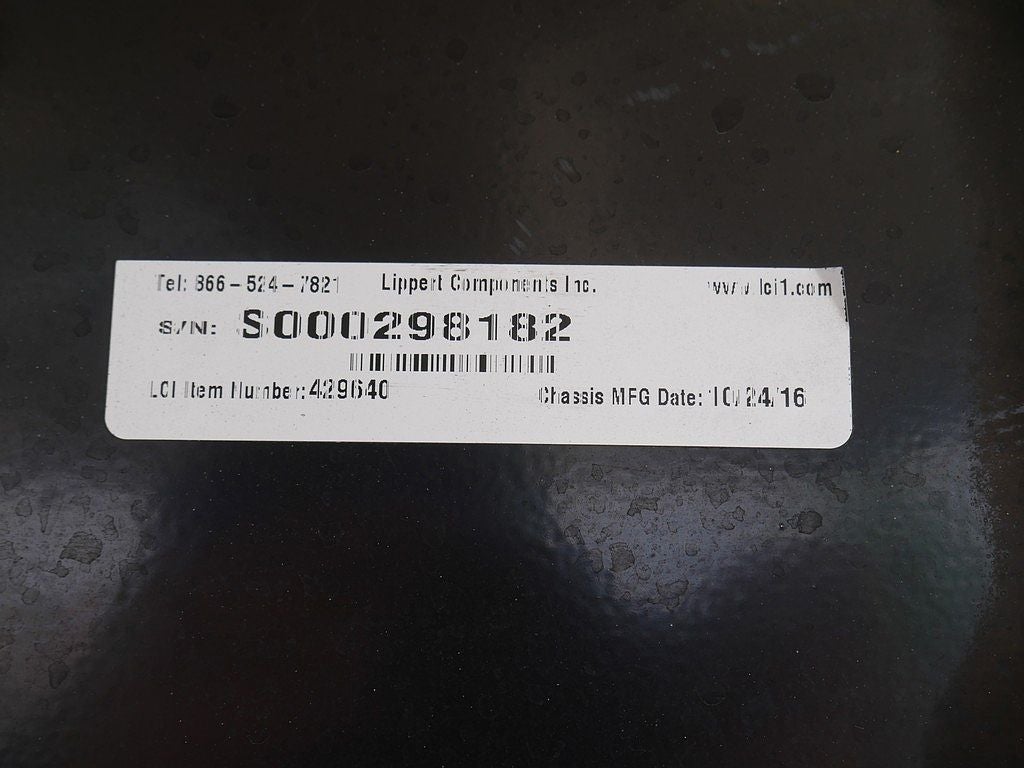 Tel: 866-524-7821 Lippert Components Inc. www.lci1.com
S/N: S0000298182
LCI Item Number: 429640 Chassis MFG Date: 10/24/16